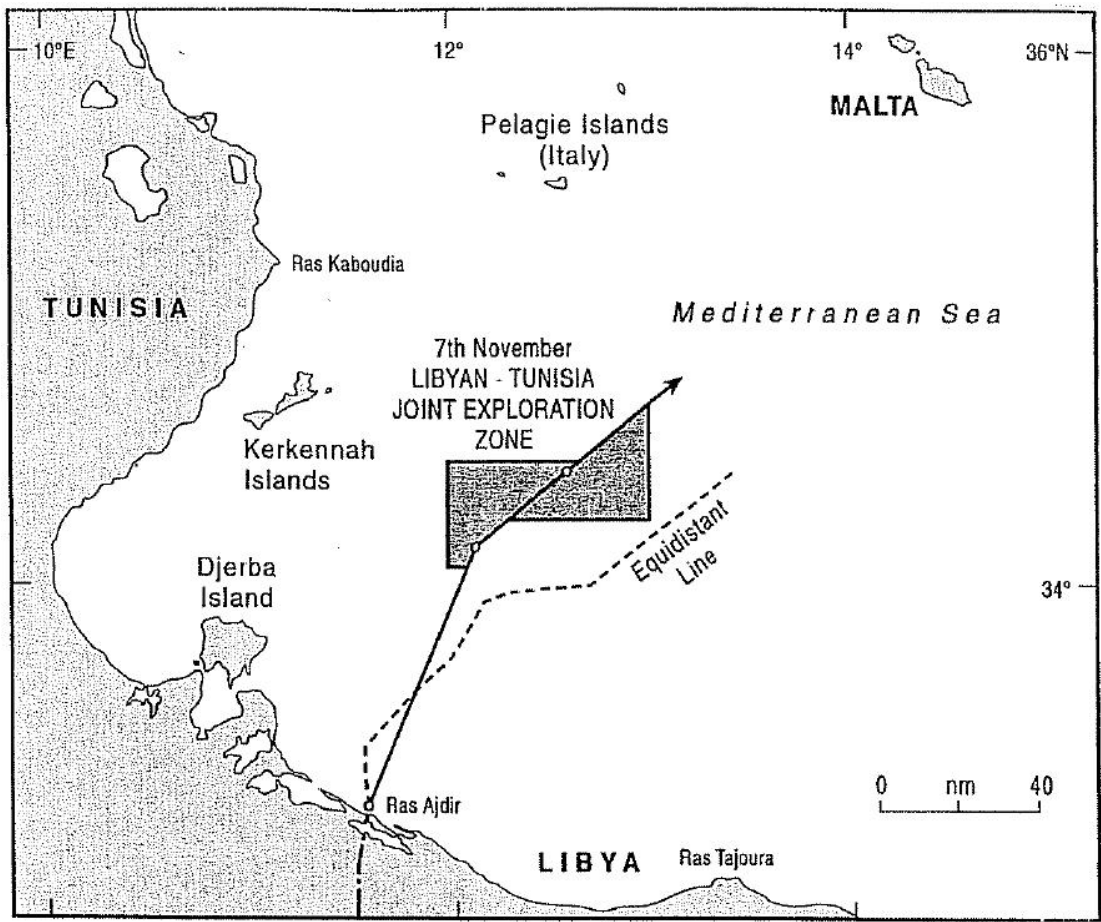 10°E
12°
14°
36°N
MALTA
Pelagie Islands
(Italy)
Ras Kaboudia
TUNISIA
Mediterranean Sea
7th November
LIBYAN - TUNISIA
JOINT EXPLORATION
ZONE
Kerkennah
Islands
Equidistant
Line
Djerba
Island
34°
Ras Ajdir
0 nm 40
LIBYA
Ras Tajoura